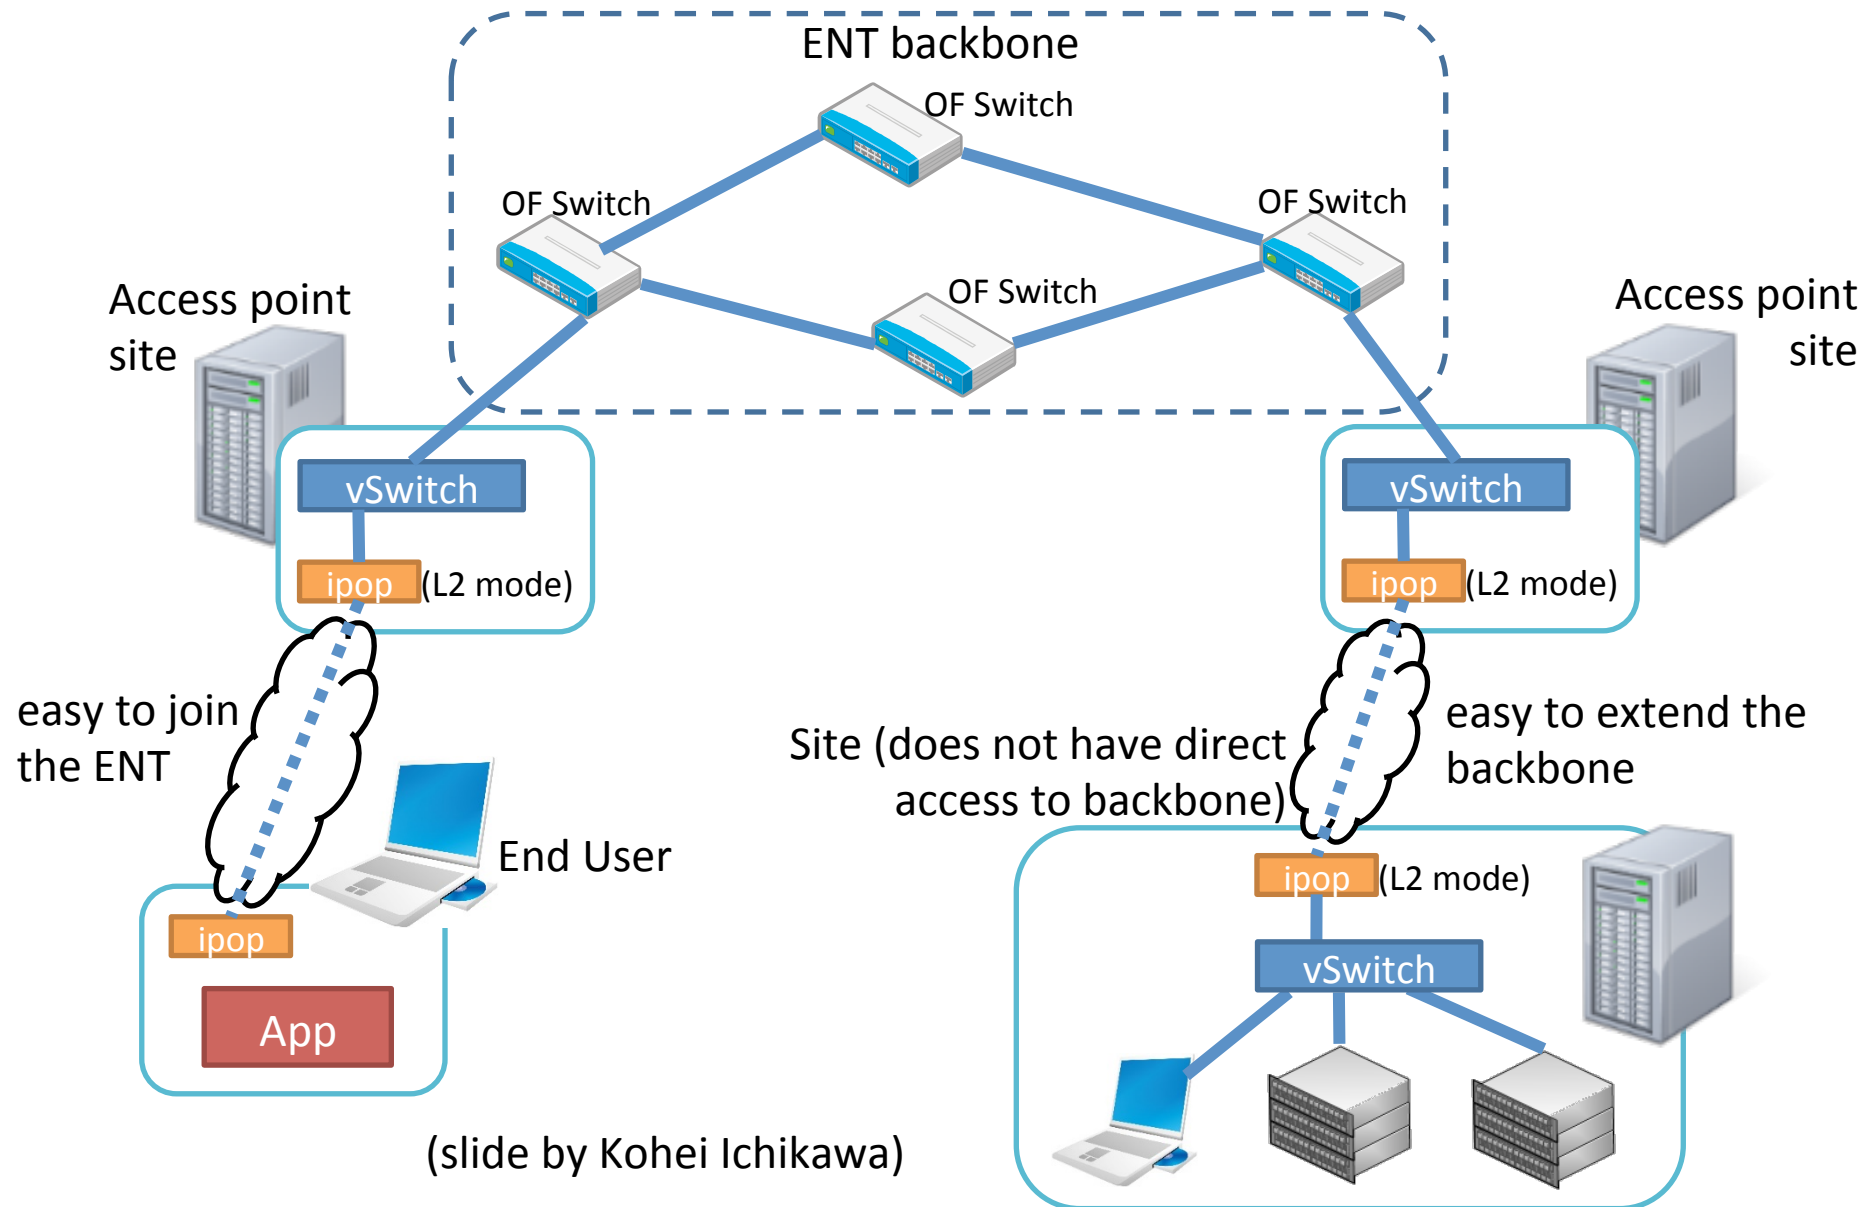 ENT backbone
OF Switch
OF Switch
OF Switch
OF Switch
Access point
site
Access point
site
vSwitch
vSwitch
ipop
(L2 mode)
ipop
(L2 mode)
easy to join
the ENT
easy to extend the
backbone
Site (does not have direct
access to backbone)
End User
ipop
(L2 mode)
ipop
vSwitch
App
(slide by Kohei Ichikawa)